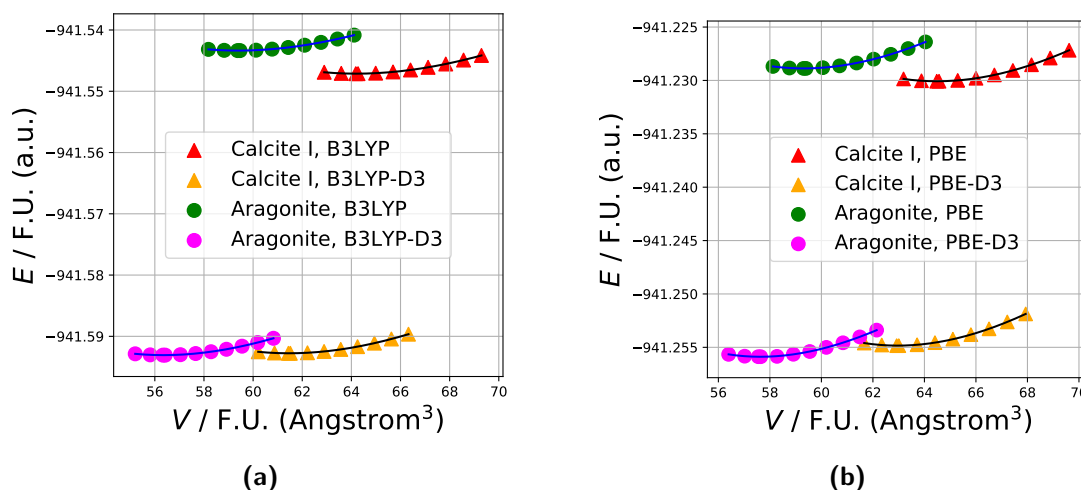 −941.54
−941.55
−941.56
−941.57
−941.58
−941.59
E / F.U. (a.u.)
Calcite I, B3LYP
Calcite I, B3LYP-D3
Aragonite, B3LYP
Aragonite, B3LYP-D3
56 58 60 62 64 66 68 70
V / F.U. (Angstrom³)
(a)
−941.225
−941.230
−941.235
−941.240
−941.245
−941.250
−941.255
E / F.U. (a.u.)
Calcite I, PBE
Calcite I, PBE-D3
Aragonite, PBE
Aragonite, PBE-D3
56 58 60 62 64 66 68 70
V / F.U. (Angstrom³)
(b)